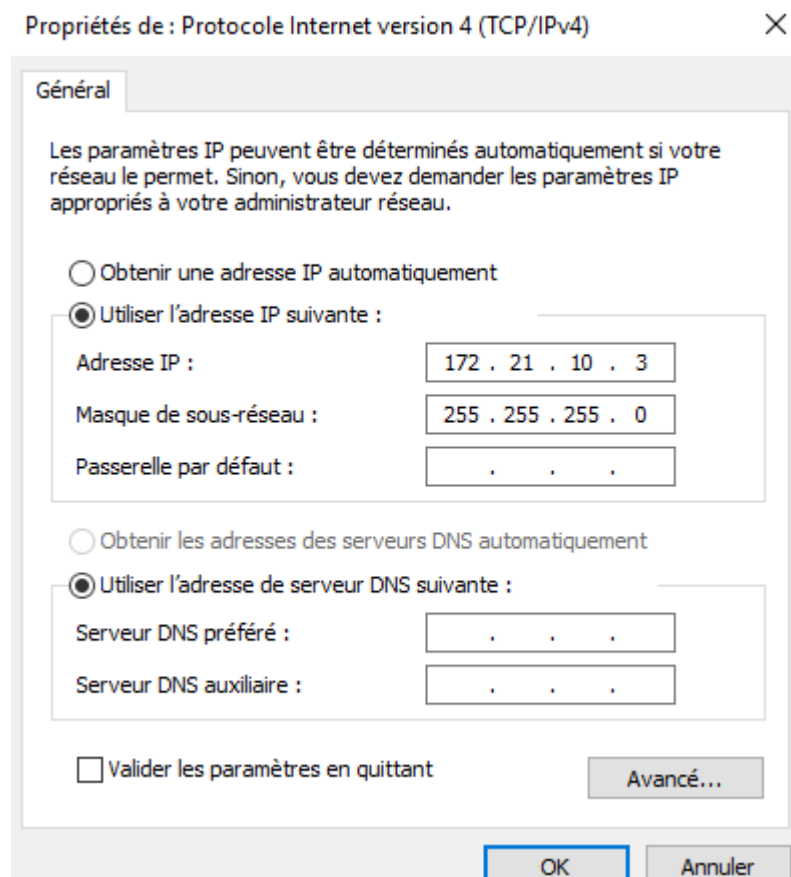 Propriétés de : Protocole Internet version 4 (TCP/IPv4)
Général
Les paramètres IP peuvent être déterminés automatiquement si votre
réseau le permet. Sinon, vous devez demander les paramètres IP
appropriés à votre administrateur réseau.
Obtenir une adresse IP automatiquement
Utiliser l’adresse IP suivante :
Adresse IP : 172 . 21 . 10 . 3
Masque de sous-réseau : 255 . 255 . 255 . 0
Passerelle par défaut : . . .
Obtenir les adresses des serveurs DNS automatiquement
Utiliser l’adresse de serveur DNS suivante :
Serveur DNS préféré : . . .
Serveur DNS auxiliaire : . . .
Valider les paramètres en quittant
Avancé...
OK Annuler